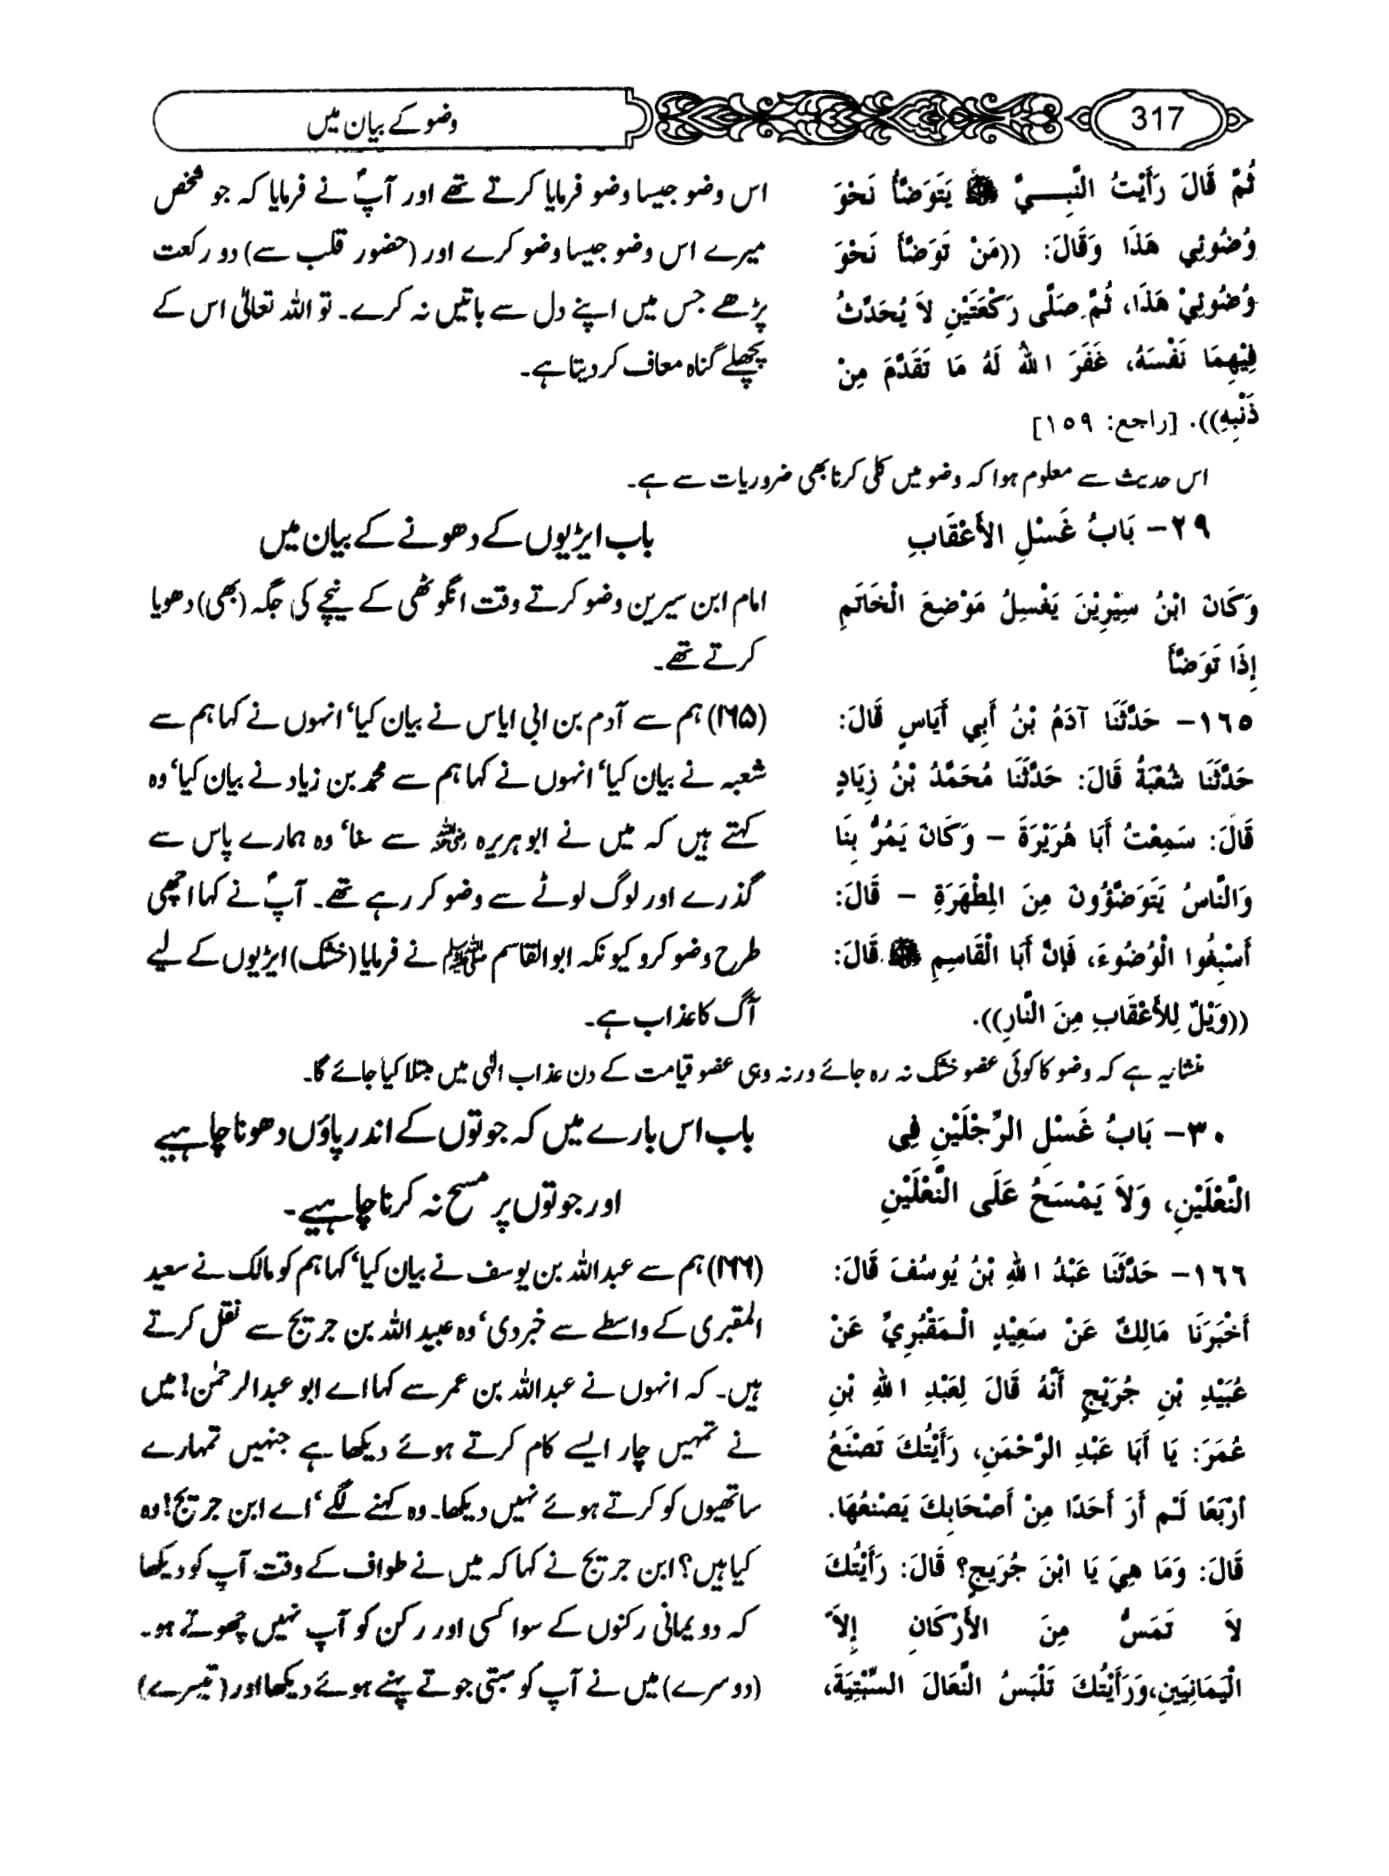 317
وضو کے بیان میں
ثُمَّ قَالَ رَأَيْتُ النَّبِيَّ ﷺ يَتَوَضَّأُ نَحْوَ
وُضُوئِي هَذَا وَقَالَ: ((مَنْ تَوَضَّأَ نَحْوَ
وُضُوئِيْ هَذَا، ثُمَّ صَلَّى رَكْعَتَيْنِ لاَ يُحَدِّثُ
فِيْهِمَا نَفْسَهُ، غَفَرَ اللهُ لَهُ مَا تَقَدَّمَ مِنْ
ذَنْبِهِ)). [راجع: ١٥٩]
اس وضو جیسا وضو فرمایا کرتے تھے اور آپؐ نے فرمایا کہ جو شخص
میرے اس وضو جیسا وضو کرے اور (حضور قلب سے) دو رکعت
پڑھے جس میں اپنے دل سے باتیں نہ کرے۔ تو اللہ تعالیٰ اس کے
پچھلے گناہ معاف کر دیتا ہے۔
اس حدیث سے معلوم ہوا کہ وضو میں کلی کرنا بھی ضروریات سے ہے۔
٢٩- بَابُ غَسْلِ الأَعْقَابِ
باب ایڑیوں کے دھونے کے بیان میں
وَكَانَ ابْنُ سِيْرِيْنَ يَغْسِلُ مَوْضِعَ الْخَاتَمِ
إِذَا تَوَضَّأَ
امام ابن سیرین وضو کرتے وقت انگوٹھی کے نیچے کی جگہ (بھی) دھویا
کرتے تھے۔
١٦٥- حَدَّثَنَا آدَمُ بْنُ أَبِي أَيَاسٍ قَالَ:
حَدَّثَنَا شُعْبَةُ قَالَ: حَدَّثَنَا مُحَمَّدُ بْنُ زِيَادٍ
قَالَ: سَمِعْتُ أَبَا هُرَيْرَةَ – وَكَانَ يَمُرُّ بِنَا
وَالنَّاسُ يَتَوَضَّؤُونَ مِنَ الْمِطْهَرَةِ – قَالَ:
أَسْبِغُوا الْوُضُوءَ، فَإِنَّ أَبَا الْقَاسِمِ ﷺ قَالَ:
((وَيْلٌ لِلأَعْقَابِ مِنَ النَّارِ)).
(۱۶۵) ہم سے آدم بن ابی ایاس نے بیان کیا‘ انہوں نے کہا ہم سے
شعبہ نے بیان کیا‘ انہوں نے کہا ہم سے محمد بن زیاد نے بیان کیا‘ وہ
کہتے ہیں کہ میں نے ابو ہریرہ رضی اللہ عنہ سے سنا‘ وہ ہمارے پاس سے
گذرے اور لوگ لوٹے سے وضو کر رہے تھے۔ آپؓ نے کہا اچھی
طرح وضو کرو کیونکہ ابوالقاسم صلی اللہ علیہ وسلم نے فرمایا (خشک) ایڑیوں کے لیے
آگ کا عذاب ہے۔
منشا یہ ہے کہ وضو کا کوئی عضو خشک نہ رہ جائے ورنہ وہی عضو قیامت کے دن عذاب الٰہی میں مبتلا کیا جائے گا۔
٣٠- بَابُ غَسْلِ الرِّجْلَيْنِ فِي
النَّعْلَيْنِ، وَلاَ يَمْسَحُ عَلَى النَّعْلَيْنِ
باب اس بارے میں کہ جوتوں کے اندر پاؤں دھونا چاہیے
اور جوتوں پر مسح نہ کرنا چاہیے۔
١٦٦- حَدَّثَنَا عَبْدُ اللهِ بْنُ يُوسُفَ قَالَ:
أَخْبَرَنَا مَالِكٌ عَنْ سَعِيْدٍ الْمَقْبُرِيِّ عَنْ
عُبَيْدِ بْنِ جُرَيْجٍ أَنَّهُ قَالَ لِعَبْدِ اللهِ بْنِ
عُمَرَ: يَا أَبَا عَبْدِ الرَّحْمَنِ، رَأَيْتُكَ تَصْنَعُ
أَرْبَعًا لَمْ أَرَ أَحَدًا مِنْ أَصْحَابِكَ يَصْنَعُهَا.
قَالَ: وَمَا هِيَ يَا ابْنَ جُرَيجٍ؟ قَالَ: رَأَيْتُكَ
لاَ تَمَسُّ مِنَ الأَرْكَانِ إِلاَّ
الْيَمَانِيَينِ، وَرَأَيْتُكَ تَلْبَسُ النِّعَالَ السِّبْتِيَةَ،
(۱۶۶) ہم سے عبداللہ بن یوسف نے بیان کیا‘ کہا ہم کو مالک نے سعید
المقبری کے واسطے سے خبر دی‘ وہ عبید اللہ بن جریج سے نقل کرتے
ہیں۔ کہ انہوں نے عبداللہ بن عمر سے کہا اے ابو عبدالرحمٰن! میں
نے تمہیں چار ایسے کام کرتے ہوئے دیکھا ہے جنہیں تمہارے
ساتھیوں کو کرتے ہوئے نہیں دیکھا۔ وہ کہنے لگے‘ اے ابن جریج! وہ
کیا ہیں؟ ابن جریج نے کہا کہ میں نے طواف کے وقت آپ کو دیکھا
کہ دو یمانی رکنوں کے سوا کسی اور رکن کو آپ نہیں چھوتے ہو۔
(دوسرے) میں نے آپ کو سبتی جوتے پہنے ہوئے دیکھا اور (تیسرے)